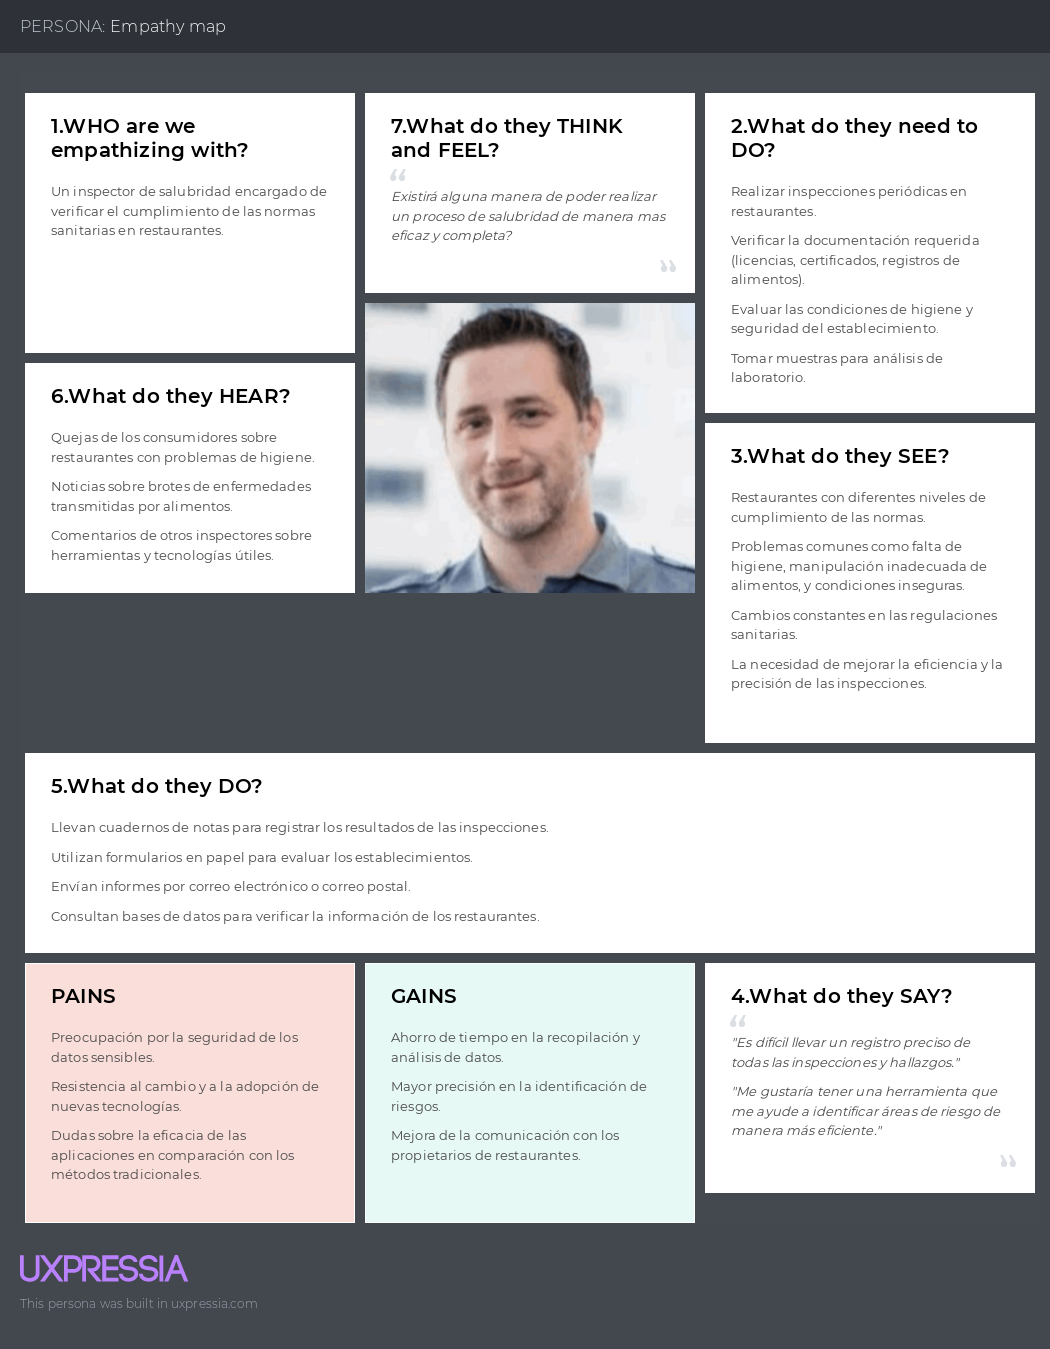 PERSONA: Empathy map
1.WHO are we
empathizing with?
Un inspector de salubridad encargado de
verificar el cumplimiento de las normas
sanitarias en restaurantes.
7.What do they THINK
and FEEL?
“
Existirá alguna manera de poder realizar
un proceso de salubridad de manera mas
eficaz y completa?
”
2.What do they need to
DO?
Realizar inspecciones periódicas en
restaurantes.
Verificar la documentación requerida
(licencias, certificados, registros de
alimentos).
Evaluar las condiciones de higiene y
seguridad del establecimiento.
Tomar muestras para análisis de
laboratorio.
6.What do they HEAR?
Quejas de los consumidores sobre
restaurantes con problemas de higiene.
Noticias sobre brotes de enfermedades
transmitidas por alimentos.
Comentarios de otros inspectores sobre
herramientas y tecnologías útiles.
3.What do they SEE?
Restaurantes con diferentes niveles de
cumplimiento de las normas.
Problemas comunes como falta de
higiene, manipulación inadecuada de
alimentos, y condiciones inseguras.
Cambios constantes en las regulaciones
sanitarias.
La necesidad de mejorar la eficiencia y la
precisión de las inspecciones.
5.What do they DO?
Llevan cuadernos de notas para registrar los resultados de las inspecciones.
Utilizan formularios en papel para evaluar los establecimientos.
Envían informes por correo electrónico o correo postal.
Consultan bases de datos para verificar la información de los restaurantes.
PAINS
Preocupación por la seguridad de los
datos sensibles.
Resistencia al cambio y a la adopción de
nuevas tecnologías.
Dudas sobre la eficacia de las
aplicaciones en comparación con los
métodos tradicionales.
GAINS
Ahorro de tiempo en la recopilación y
análisis de datos.
Mayor precisión en la identificación de
riesgos.
Mejora de la comunicación con los
propietarios de restaurantes.
4.What do they SAY?
“
"Es difícil llevar un registro preciso de
todas las inspecciones y hallazgos."
"Me gustaría tener una herramienta que
me ayude a identificar áreas de riesgo de
manera más eficiente."
”
UXPRESSIA
This persona was built in uxpressia.com